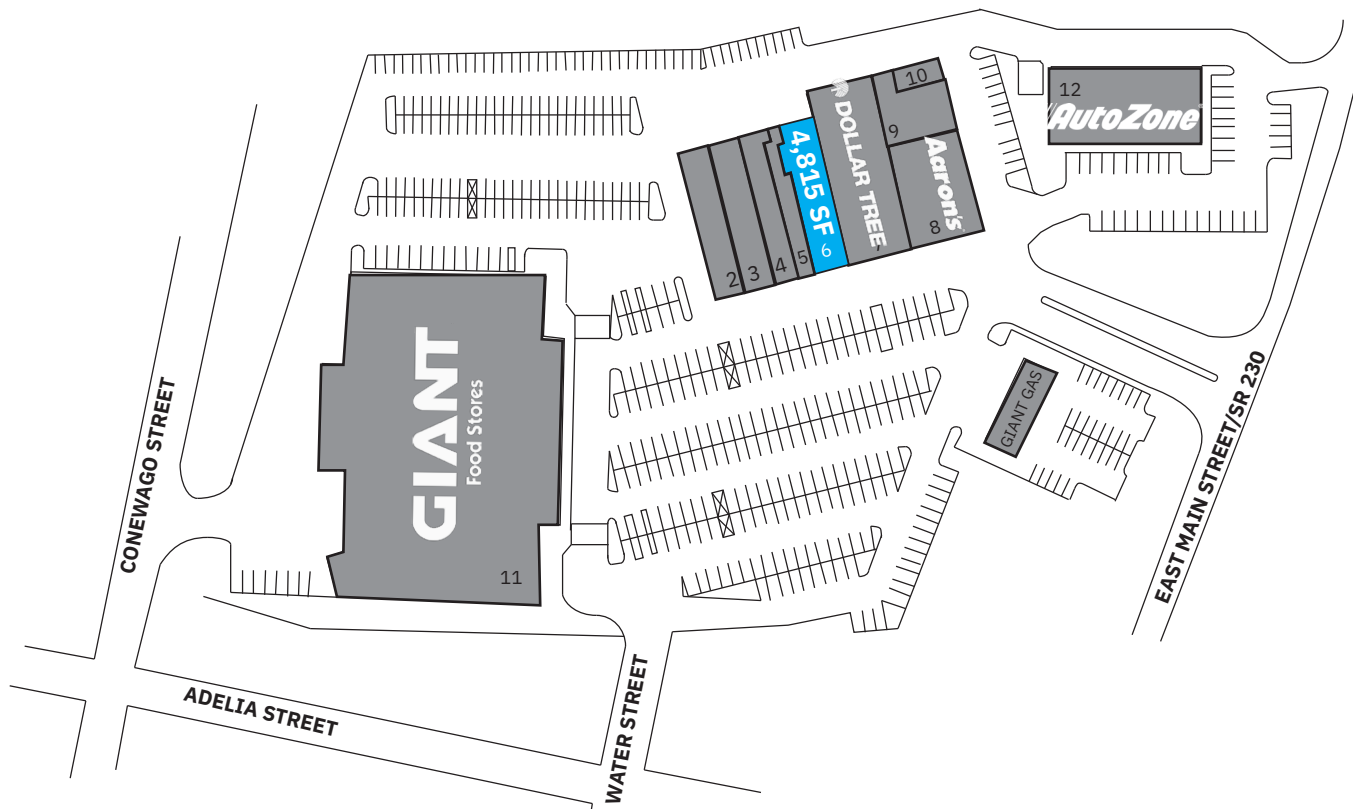 10
12
AutoZone
9
DOLLAR TREE
Aaron's
4,815 SF
8
7
6
5
4
3
2
GIANT
Food Stores
11
GIANT GAS
CONEWAGO STREET
EAST MAIN STREET/SR 230
ADELIA STREET
WATER STREET